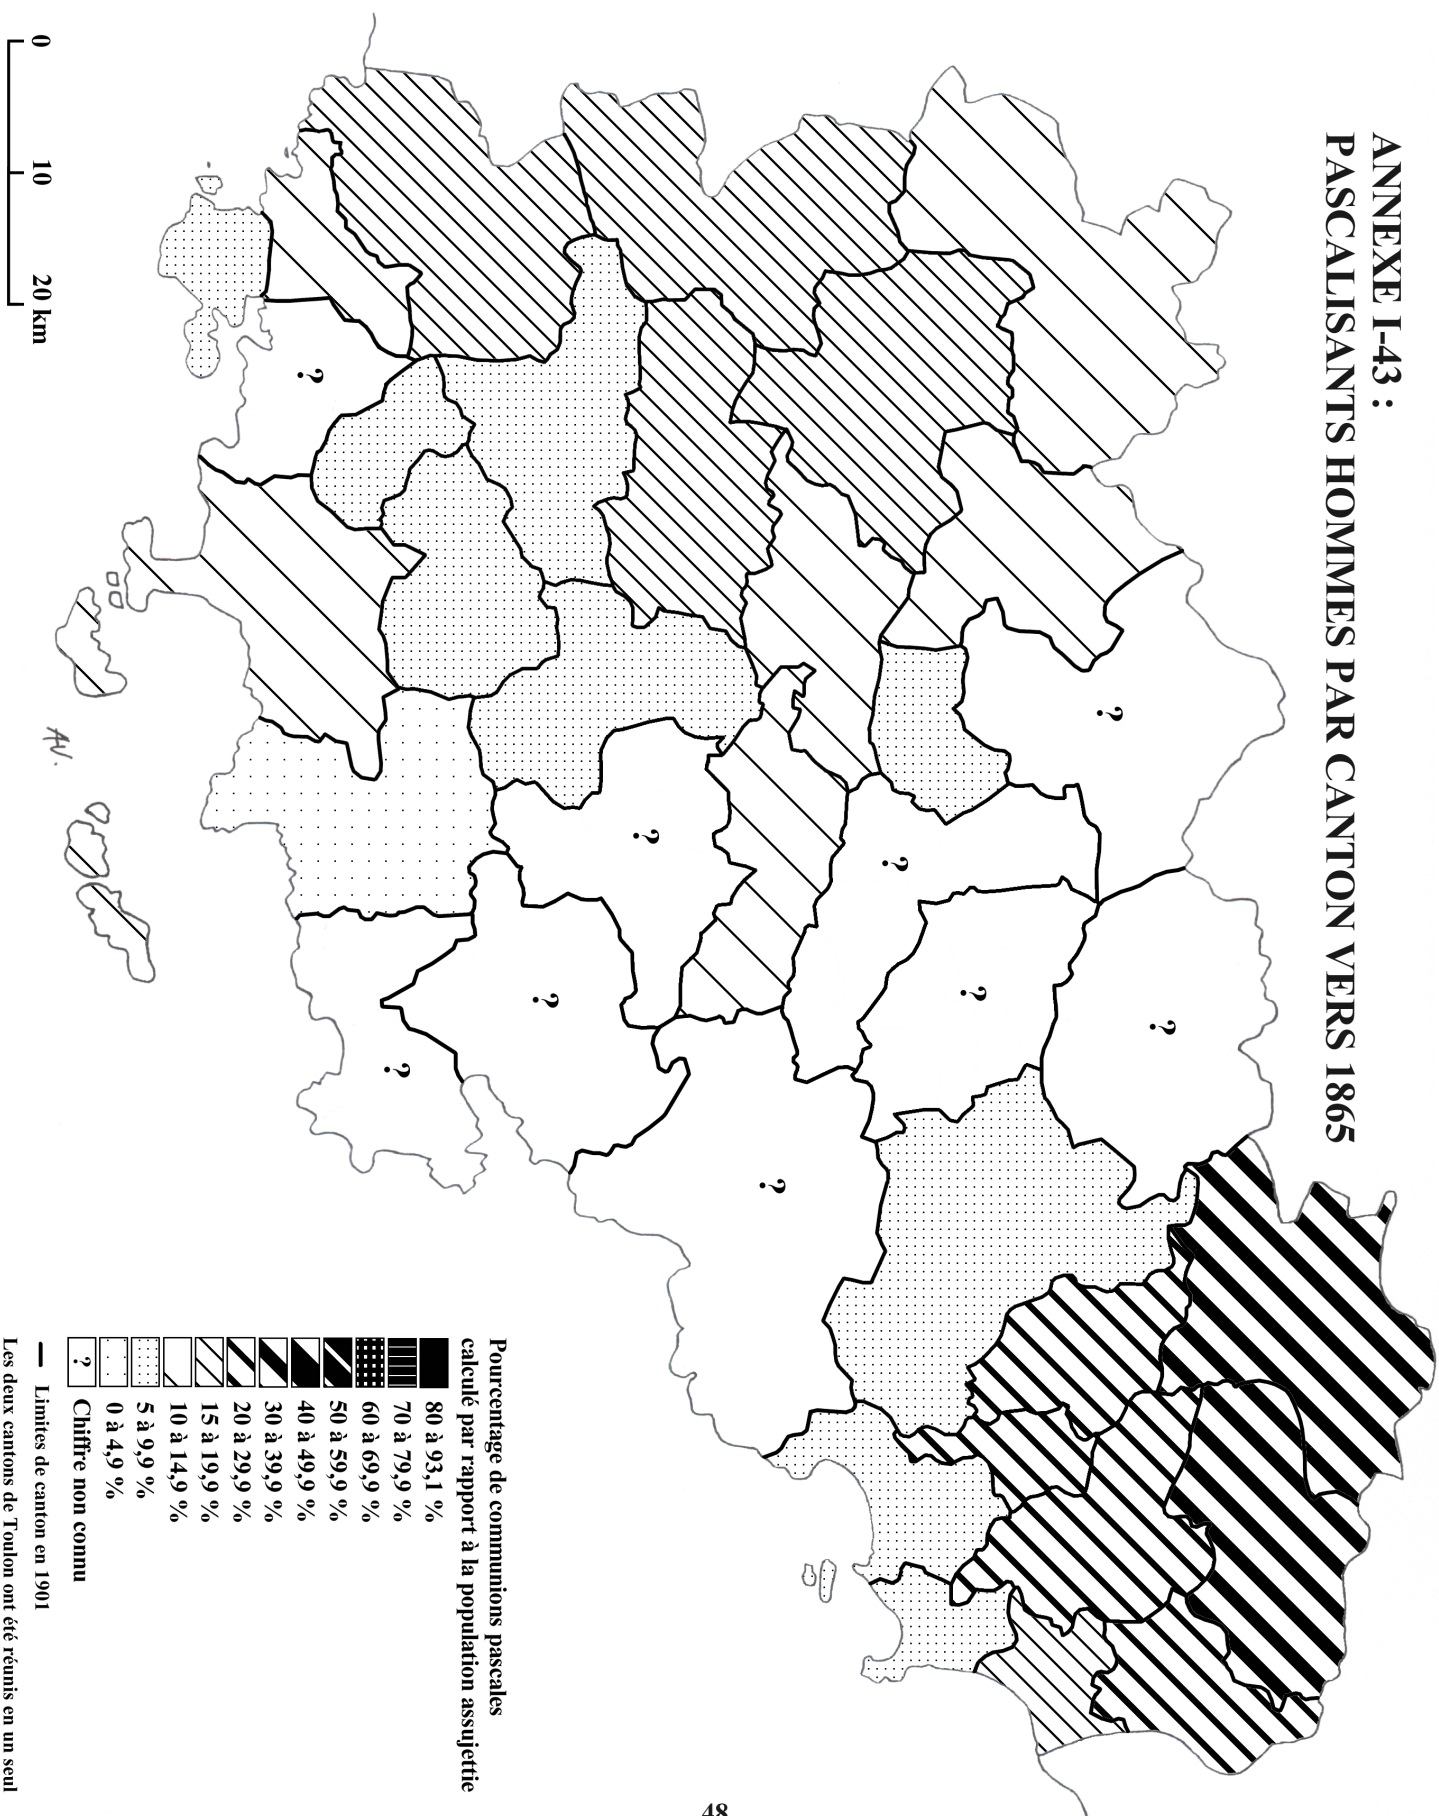 ANNEXE I-43 :
PASCALISANTS HOMMES PAR CANTON VERS 1865
?
?
?
?
?
?
?
?
?
0 10 20 km
AV.
Pourcentage de communions pascales
calculé par rapport à la population assujettie
80 à 93,1 %
70 à 79,9 %
60 à 69,9 %
50 à 59,9 %
40 à 49,9 %
30 à 39,9 %
20 à 29,9 %
15 à 19,9 %
10 à 14,9 %
5 à 9,9 %
0 à 4,9 %
? Chiffre non connu
Limites de canton en 1901
Les deux cantons de Toulon ont été réunis en un seul
48